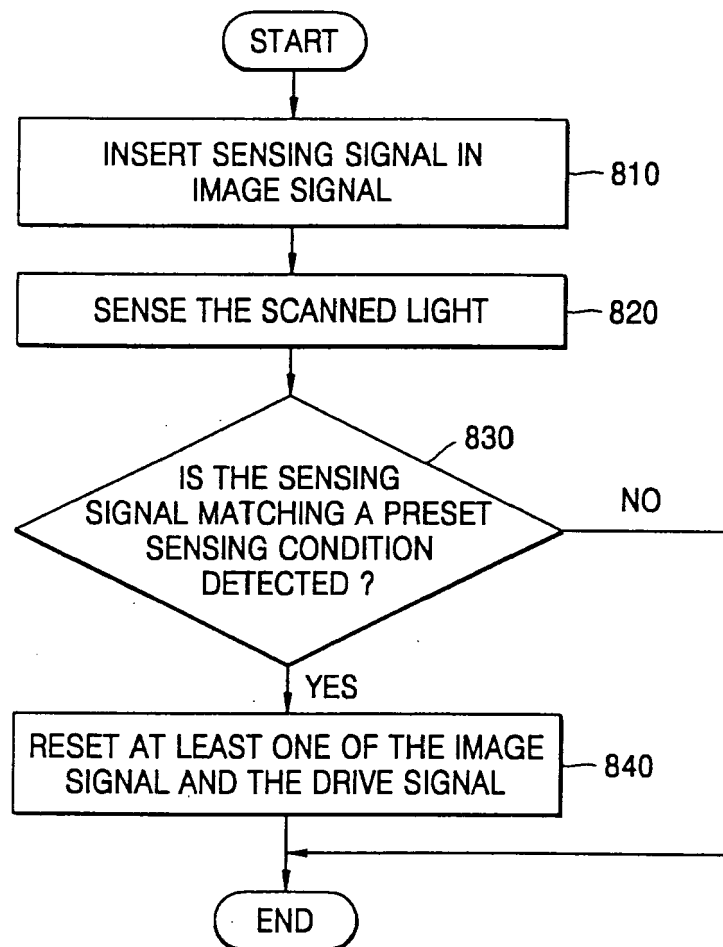 START
INSERT SENSING SIGNAL IN
IMAGE SIGNAL
810
SENSE THE SCANNED LIGHT
820
830
IS THE SENSING
SIGNAL MATCHING A PRESET
SENSING CONDITION
DETECTED ?
NO
YES
RESET AT LEAST ONE OF THE IMAGE
SIGNAL AND THE DRIVE SIGNAL
840
END